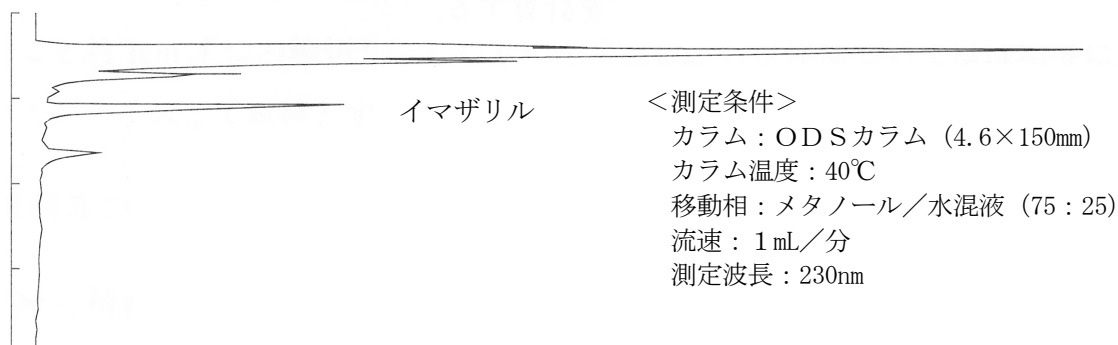 イマザリル
＜測定条件＞
カラム：ＯＤＳカラム（4.6×150mm）
カラム温度：40℃
移動相：メタノール／水混液（75：25）
流速：１mL／分
測定波長：230nm